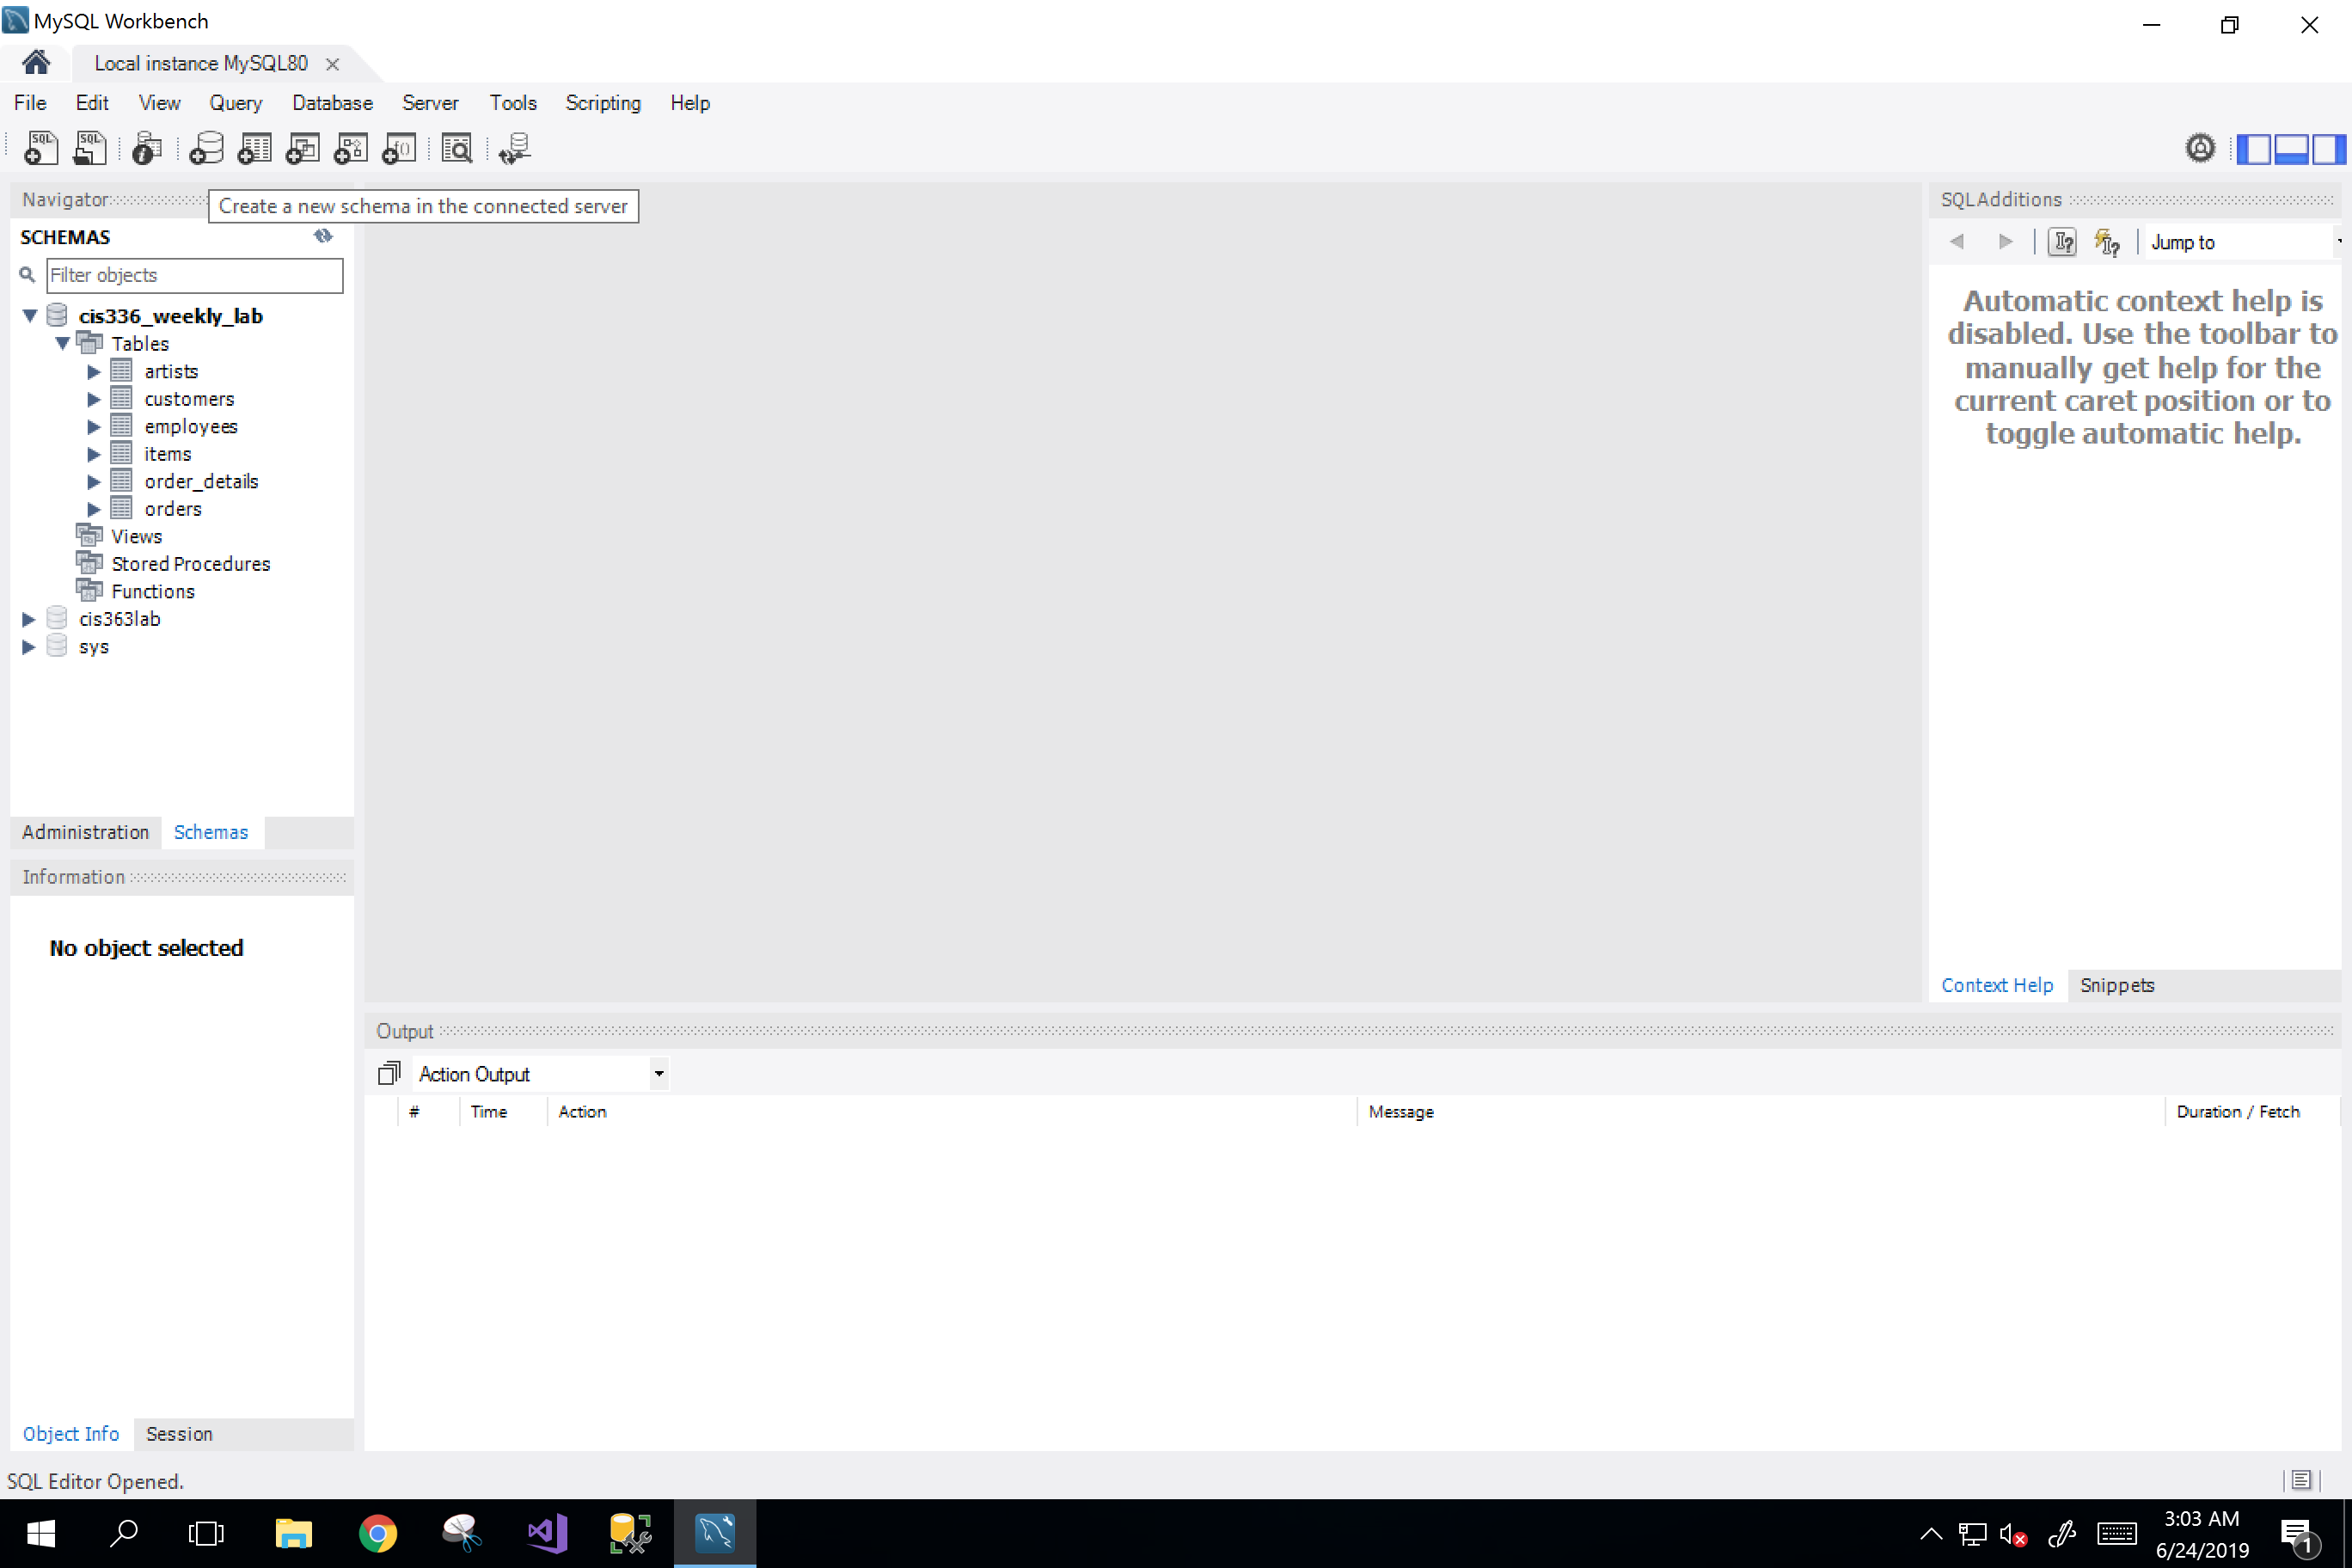 MySQL Workbench
Local instance MySQL80
File Edit View Query Database Server Tools Scripting Help
SQL SQL
Navigator
Create a new schema in the connected server
SCHEMAS
Filter objects
cis336_weekly_lab
Tables
artists
customers
employees
items
order_details
orders
Views
Stored Procedures
Functions
cis363lab
sys
Administration Schemas
Information
No object selected
Object Info Session
SQL Editor Opened.
SQLAdditions
Jump to
Automatic context help is
disabled. Use the toolbar to
manually get help for the
current caret position or to
toggle automatic help.
Context Help Snippets
Output
Action Output
# Time Action Message Duration / Fetch
3:03 AM
6/24/2019
1